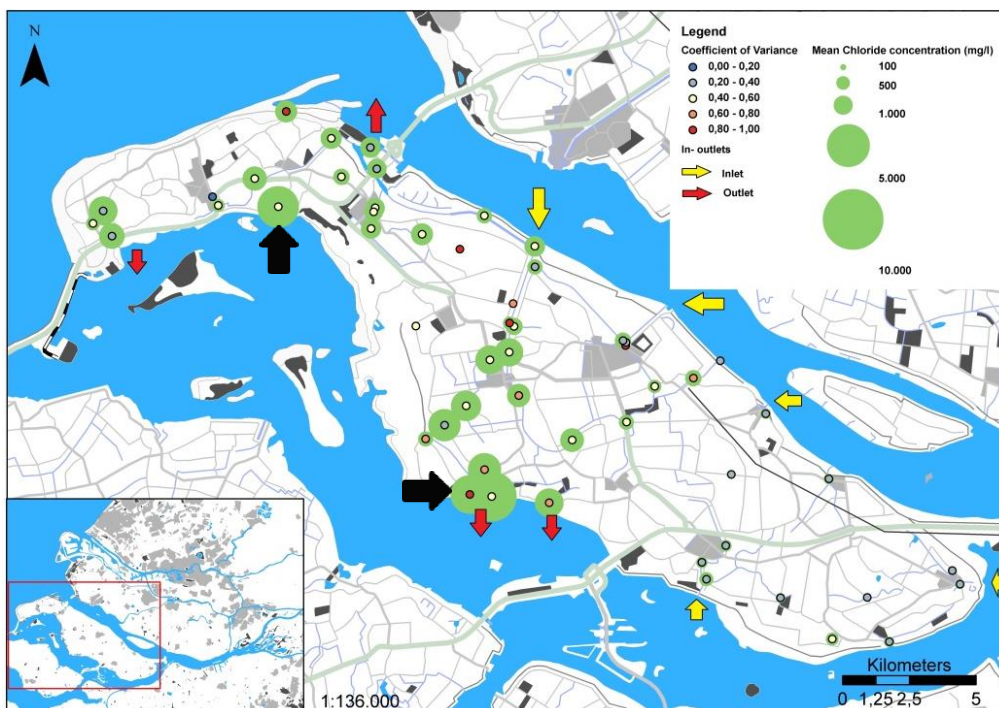 N
Legend
Coefficient of Variance
0,00 - 0,20
0,20 - 0,40
0,40 - 0,60
0,60 - 0,80
0,80 - 1,00
In- outlets
Inlet
Outlet
Mean Chloride concentration (mg/l)
100
500
1.000
5.000
10.000
1:136.000
Kilometers
0 1,25 2,5 5